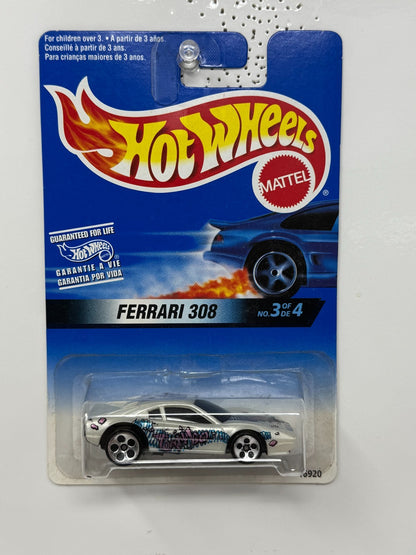 For children over 3. • A partir de 3 anos.
Conseillé à partir de 3 ans.
Para crianças maiores de 3 anos.
HOT WHEELS
MATTEL
®
GUARANTEED FOR LIFE
Hot Wheels
GARANTIE A VIE
GARANTIA POR VIDA
FERRARI 308
NO. 3 OF DE 4